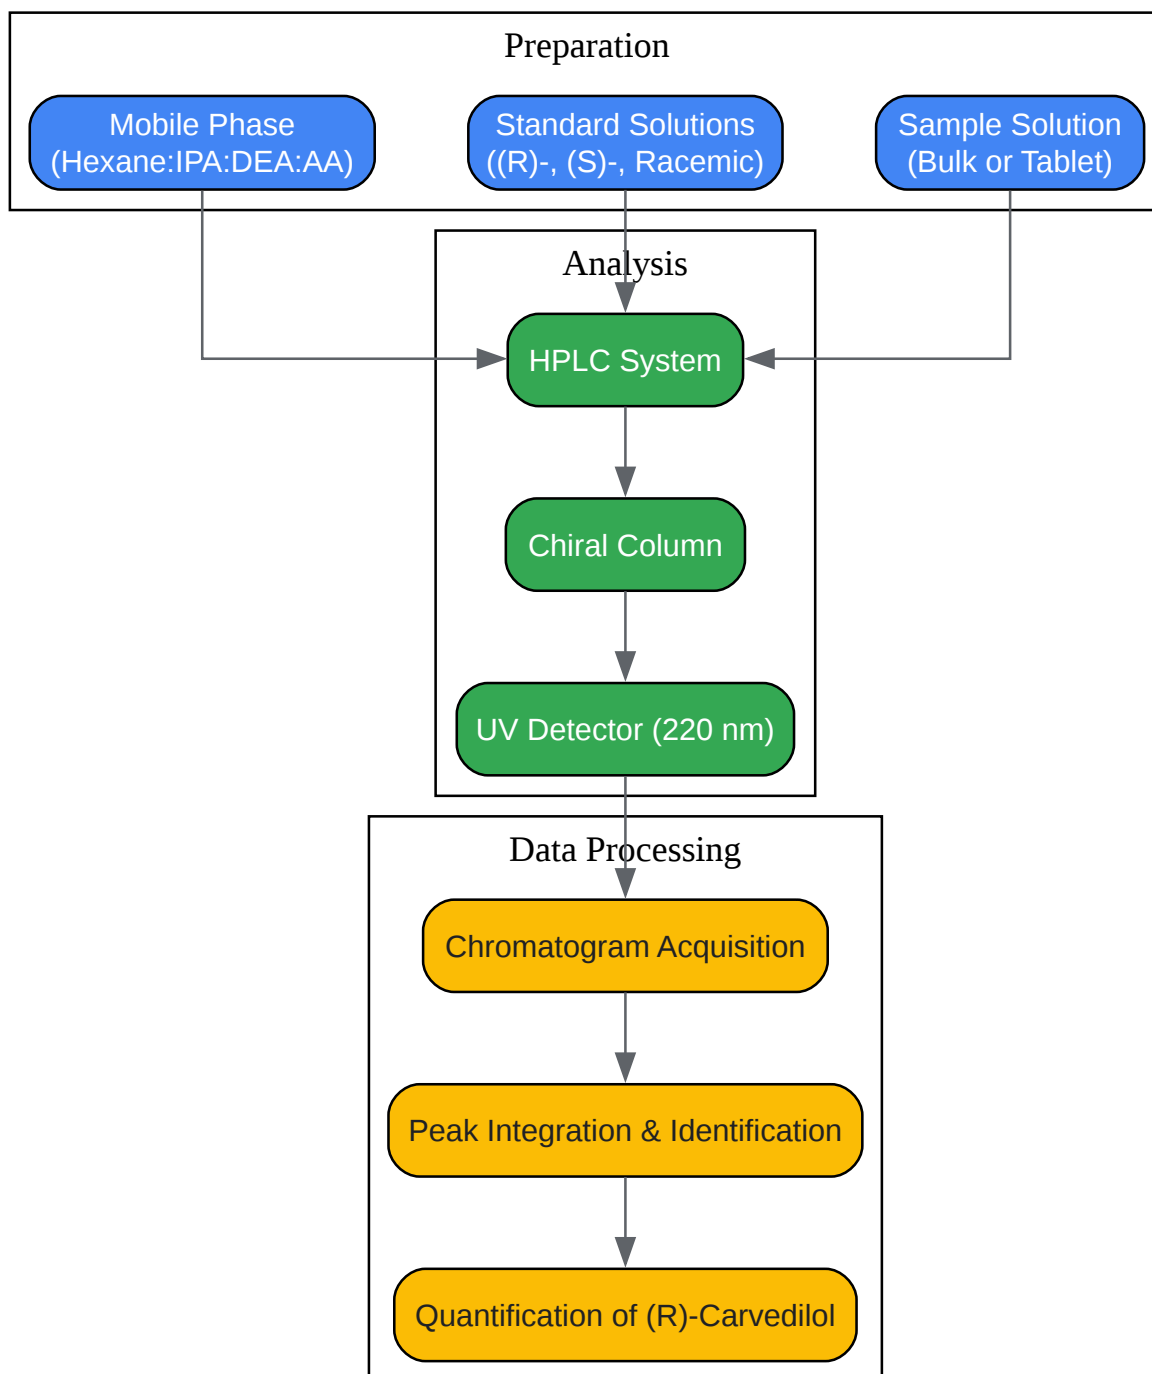 Preparation
Mobile Phase
(Hexane:IPA:DEA:AA)
Standard Solutions
((R)-, (S)-, Racemic)
Sample Solution
(Bulk or Tablet)
Analysis
HPLC System
Chiral Column
UV Detector (220 nm)
Data Processing
Chromatogram Acquisition
Peak Integration & Identification
Quantification of (R)-Carvedilol